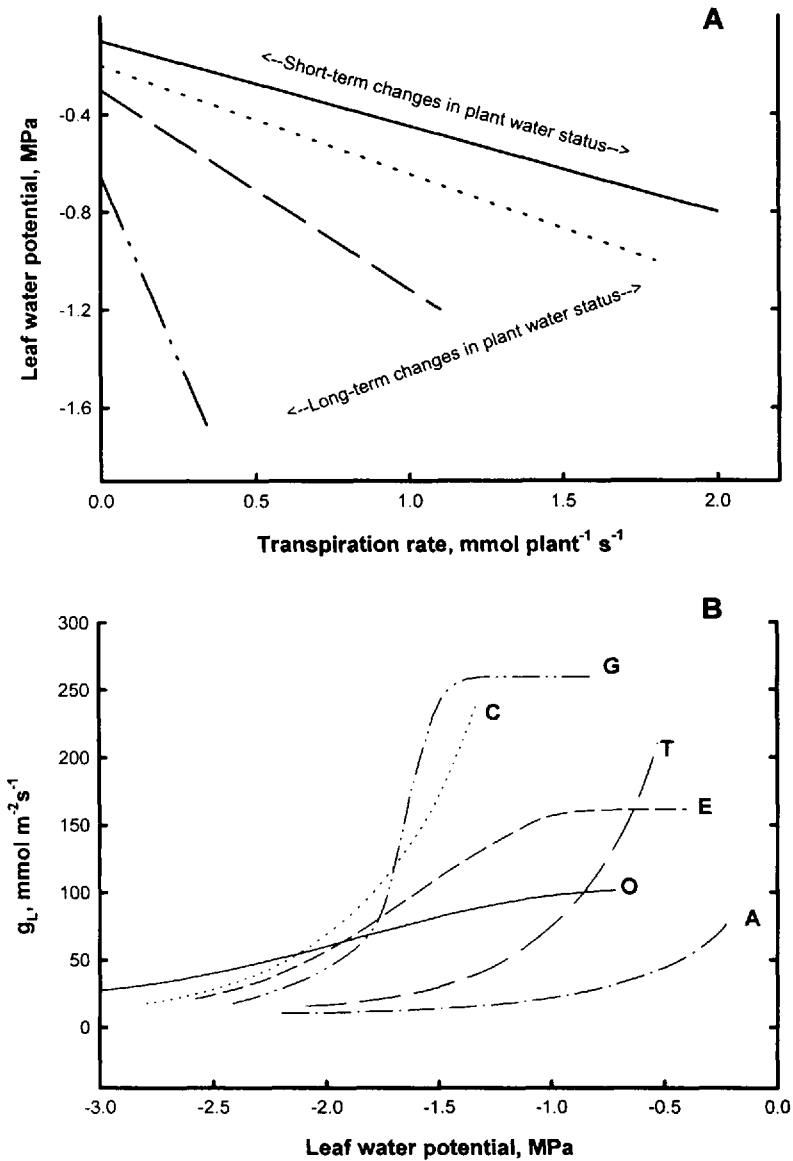 A
<--Short-term changes in plant water status-->
-0.4
-0.8
-1.2
-1.6
Leaf water potential, MPa
<--Long-term changes in plant water status-->
0.0 0.5 1.0 1.5 2.0
Transpiration rate, mmol plant-1 s-1
B
300
250
200
150
100
50
0
gL, mmol m-2s-1
G
C
T
E
O
A
-3.0 -2.5 -2.0 -1.5 -1.0 -0.5 0.0
Leaf water potential, MPa